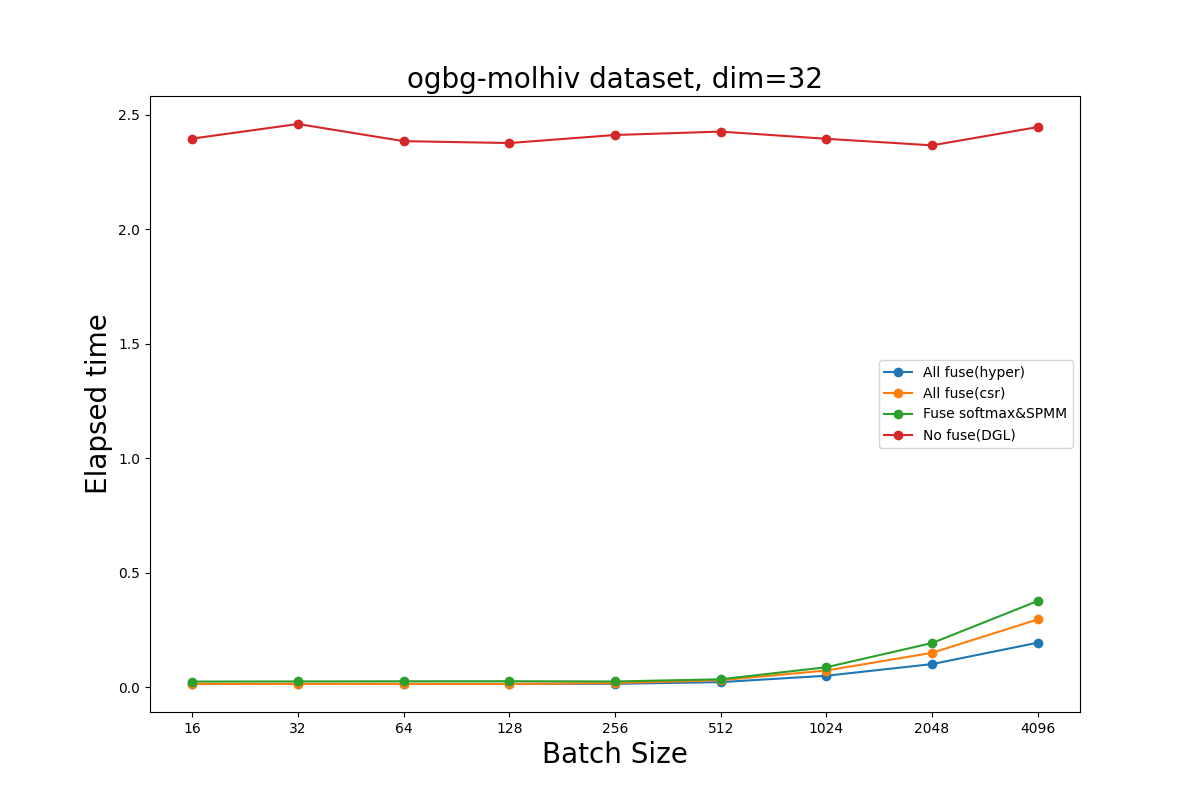 ogbg-molhiv dataset, dim=32
Elapsed time
2.5
2.0
1.5
1.0
0.5
0.0
All fuse(hyper)
All fuse(csr)
Fuse softmax&SPMM
No fuse(DGL)
16 32 64 128 256 512 1024 2048 4096
Batch Size